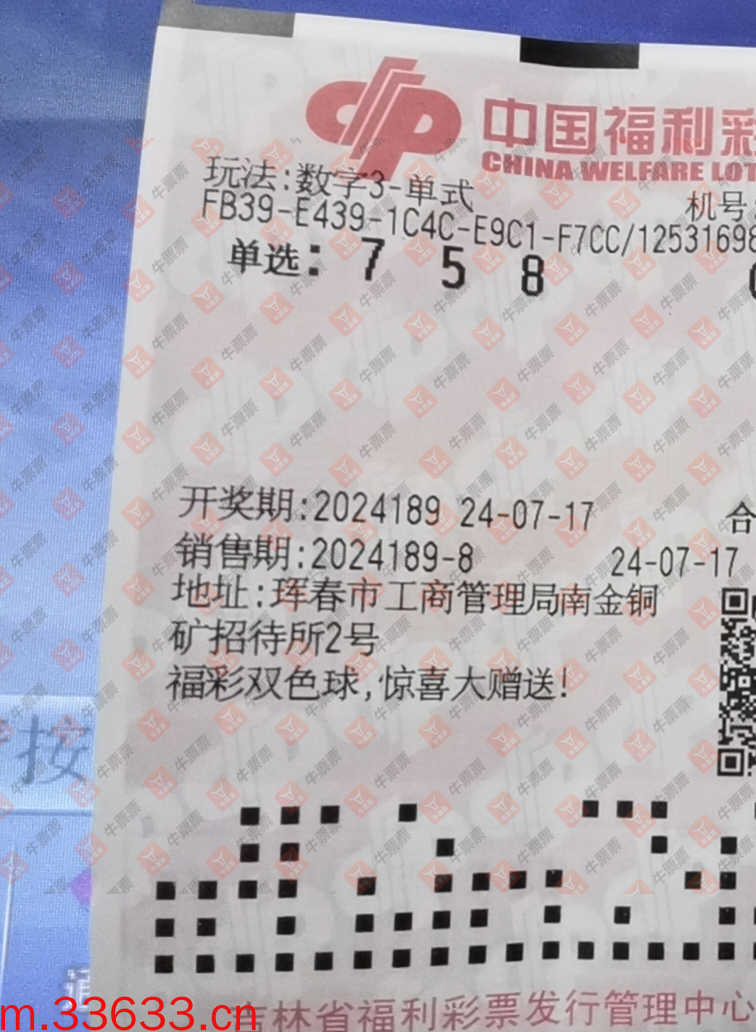 中国福利彩
CHINA WELFARE LOT
玩法:数字3-单式
机号:
FB39-E439-1C4C-E9C1-F7CC/12531698
单选: 7 5 8
开奖期:2024189 24-07-17
合
销售期:2024189-8 24-07-17
地址:珲春市工商管理局南金铜
矿招待所2号
福彩双色球,惊喜大赠送!
按
吉林省福利彩票发行管理中心
m.33633.cn
牛票票